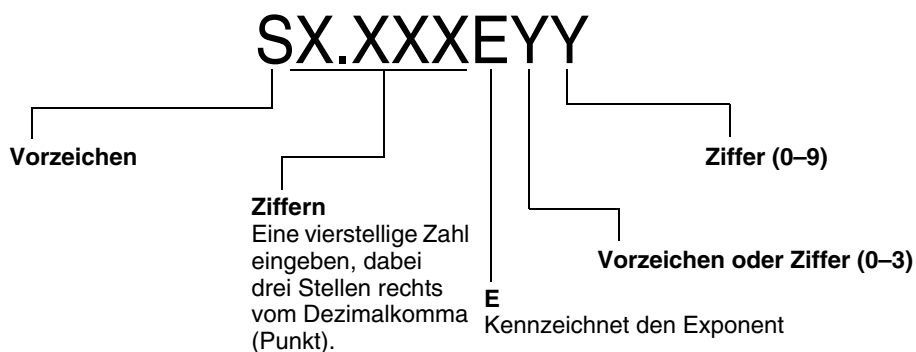 SX.XXXEYY
Vorzeichen
Ziffer (0–9)
Ziffern
Eine vierstellige Zahl
eingeben, dabei
drei Stellen rechts
vom Dezimalkomma
(Punkt).
Vorzeichen oder Ziffer (0–3)
E
Kennzeichnet den Exponent